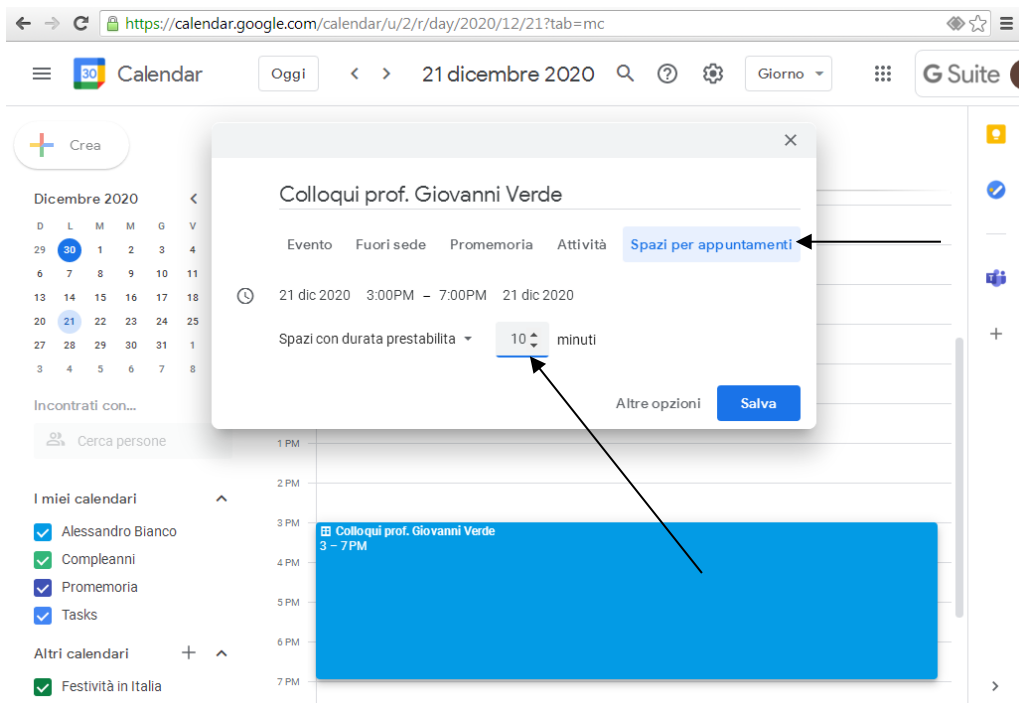 https://calendar.google.com/calendar/u/2/r/day/2020/12/21?tab=mc
30 Calendar Oggi 21 dicembre 2020 Giorno G Suite
Crea
Dicembre 2020
D L M M G V
29 30 1 2 3 4
6 7 8 9 10 11
13 14 15 16 17 18
20 21 22 23 24 25
27 28 29 30 31 1
3 4 5 6 7 8
Incontrati con...
Cerca persone
I miei calendari
Alessandro Bianco
Compleanni
Promemoria
Tasks
Altri calendari
Festività in Italia
Colloqui prof. Giovanni Verde
Evento Fuori sede Promemoria Attività Spazi per appuntamenti
21 dic 2020 3:00PM – 7:00PM 21 dic 2020
Spazi con durata prestabilita 10 minuti
Altre opzioni Salva
1 PM
2 PM
3 PM
Colloqui prof. Giovanni Verde
3 – 7PM
4 PM
5 PM
6 PM
7 PM